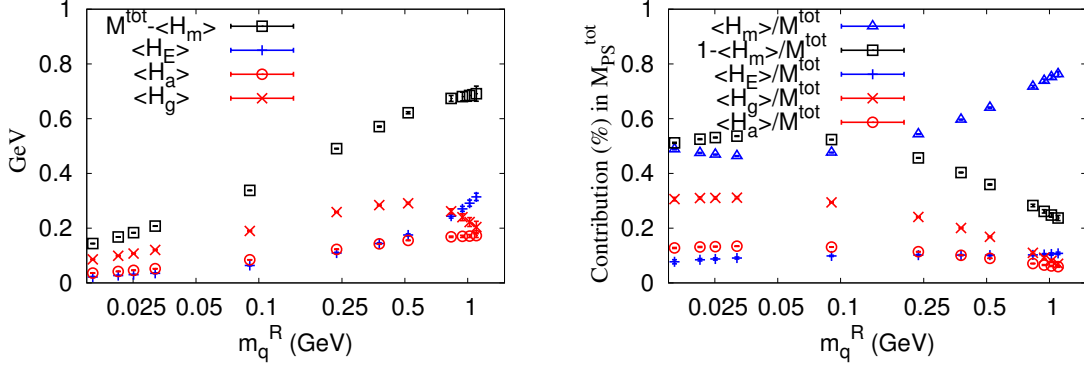 M^tot-<H_m>
<H_E>
<H_a>
<H_g>
GeV
1
0.8
0.6
0.4
0.2
0
0.025 0.05 0.1 0.25 0.5 1
m_q^R (GeV)
<H_m>/M^tot
1-<H_m>/M^tot
<H_E>/M^tot
<H_g>/M^tot
<H_a>/M^tot
Contribution (%) in M_PS^tot
1
0.8
0.6
0.4
0.2
0
0.025 0.05 0.1 0.25 0.5 1
m_q^R (GeV)